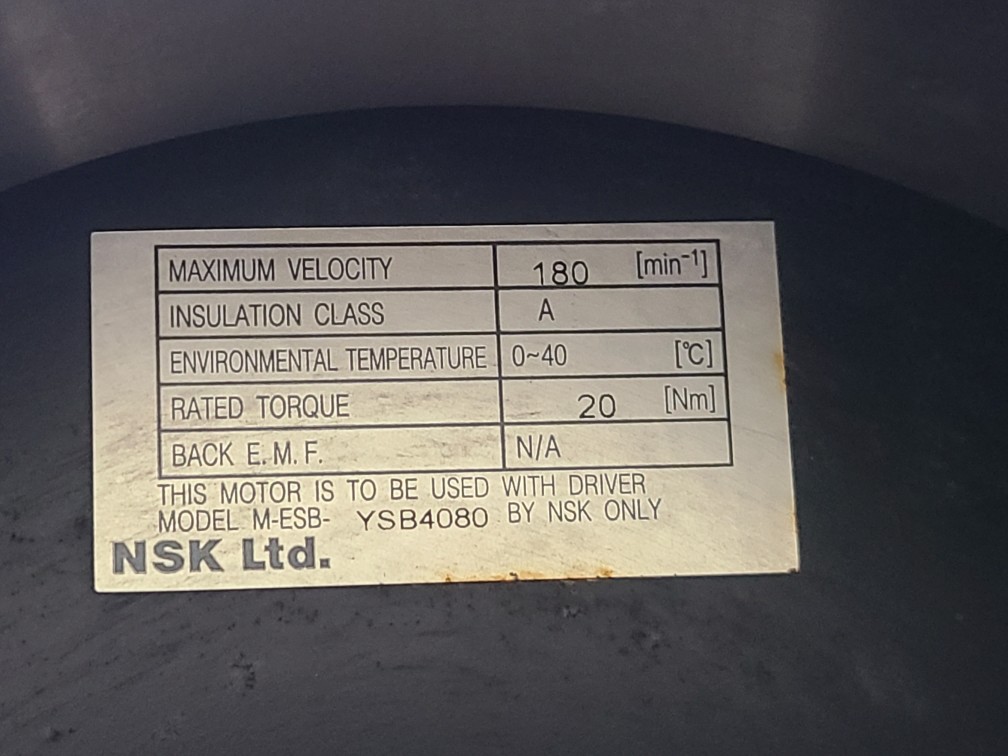 MAXIMUM VELOCITY 180 [min⁻¹]
INSULATION CLASS A
ENVIRONMENTAL TEMPERATURE 0~40 [℃]
RATED TORQUE 20 [Nm]
BACK E. M. F. N/A
THIS MOTOR IS TO BE USED WITH DRIVER
MODEL M-ESB- YSB4080 BY NSK ONLY
NSK Ltd.